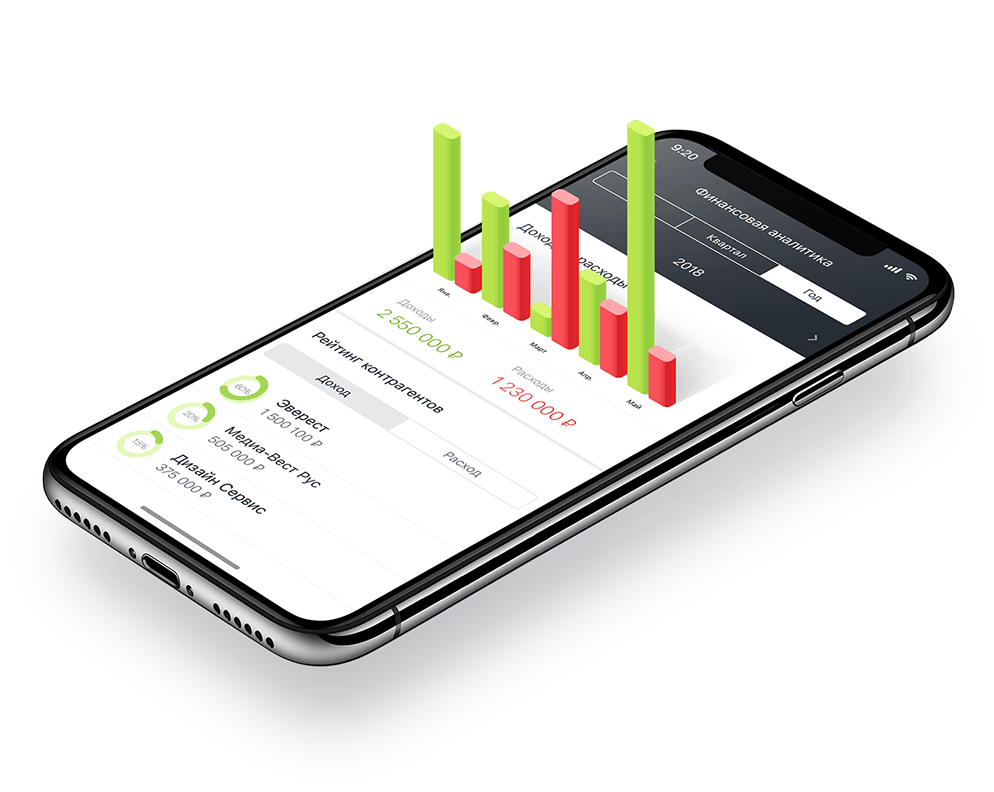 9:20
Финансовая аналитика
Квартал
Год
2018
расходы
Янв.
Февр.
Март
Апр.
Май
Доходы
2 550 000 ₽
Расходы
1 230 000 ₽
Рейтинг контрагентов
Доход
Расход
62%
Эверест
1 500 100 ₽
20%
Медиа-Вест Рус
505 000 ₽
15%
Дизайн Сервис
375 000 ₽